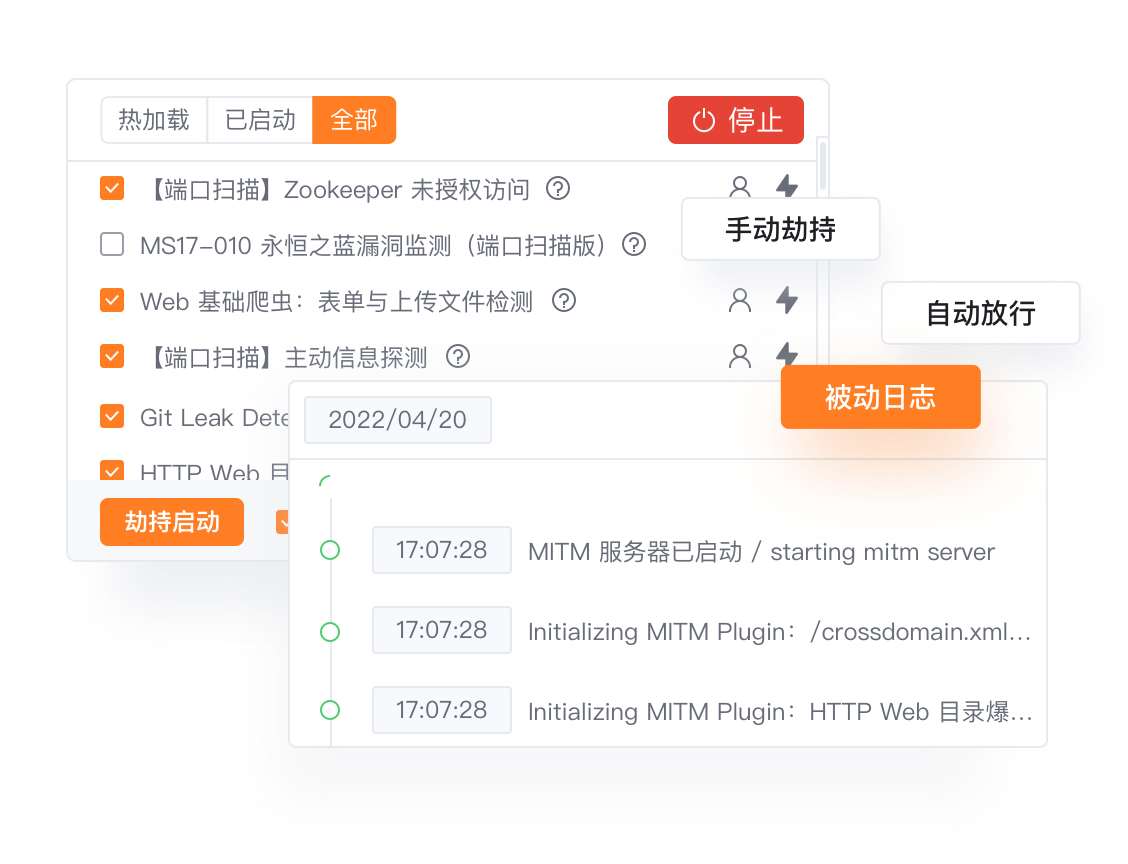 热加载 已启动 全部 停止
【端口扫描】Zookeeper 未授权访问
手动劫持
MS17-010 永恒之蓝漏洞监测（端口扫描版）
Web 基础爬虫：表单与上传文件检测
自动放行
【端口扫描】主动信息探测
被动日志
Git Leak Dete
2022/04/20
HTTP Web 目
劫持启动
17:07:28 MITM 服务器已启动 / starting mitm server
17:07:28 Initializing MITM Plugin：/crossdomain.xml…
17:07:28 Initializing MITM Plugin：HTTP Web 目录爆…